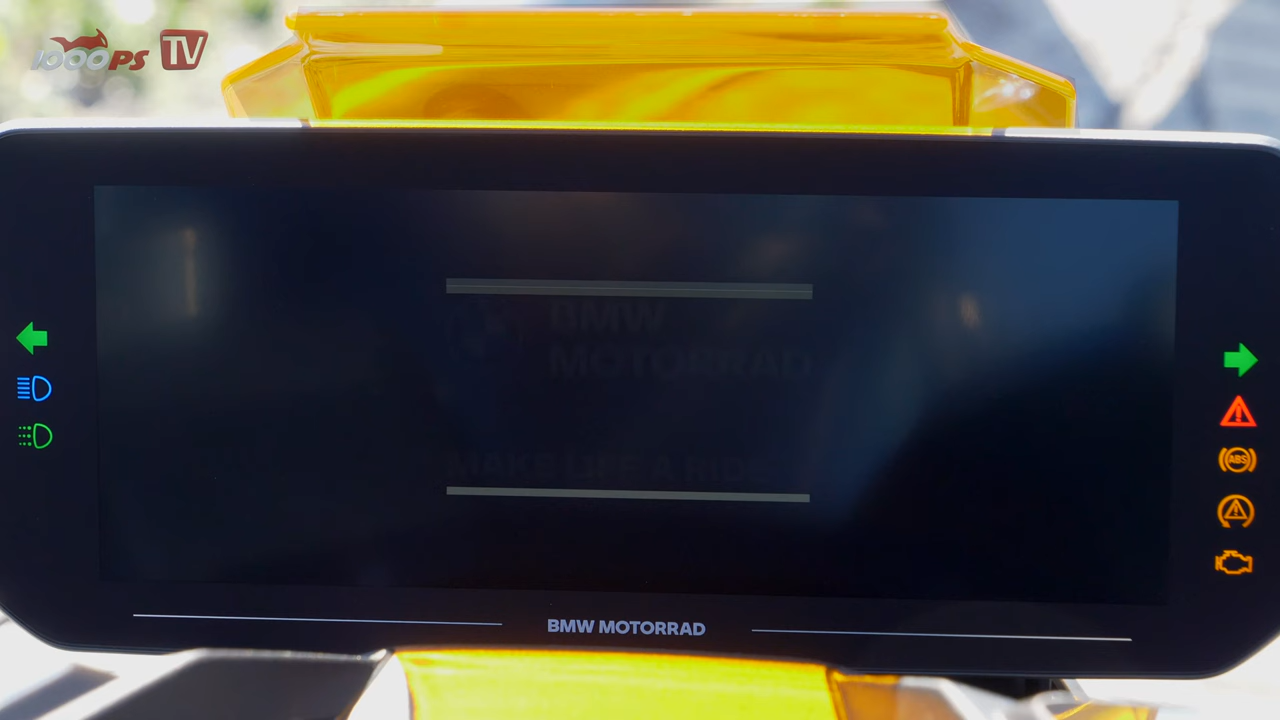 1000PS TV
BMW
MOTORRAD
MAKE LIFE A RIDE
ABS
BMW MOTORRAD